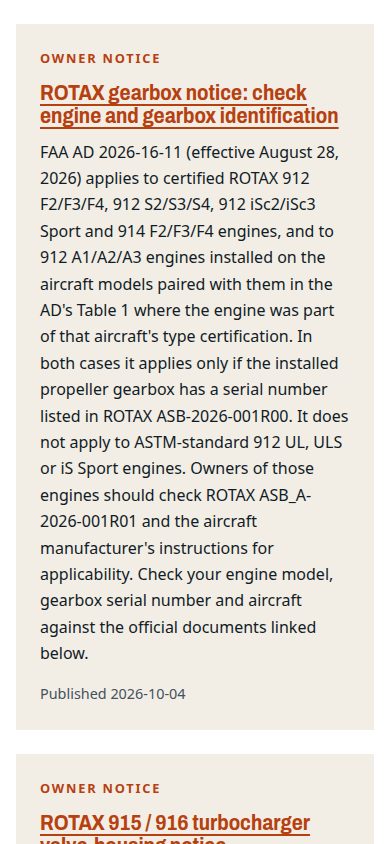 OWNER NOTICE
ROTAX gearbox notice: check
engine and gearbox identification
FAA AD 2026-16-11 (effective August 28,
2026) applies to certified ROTAX 912
F2/F3/F4, 912 S2/S3/S4, 912 iSc2/iSc3
Sport and 914 F2/F3/F4 engines, and to
912 A1/A2/A3 engines installed on the
aircraft models paired with them in the
AD's Table 1 where the engine was part
of that aircraft's type certification. In
both cases it applies only if the installed
propeller gearbox has a serial number
listed in ROTAX ASB-2026-001R00. It does
not apply to ASTM-standard 912 UL, ULS
or iS Sport engines. Owners of those
engines should check ROTAX ASB_A-
2026-001R01 and the aircraft
manufacturer's instructions for
applicability. Check your engine model,
gearbox serial number and aircraft
against the official documents linked
below.
Published 2026-10-04
OWNER NOTICE
ROTAX 915 / 916 turbocharger
valve-housing notice